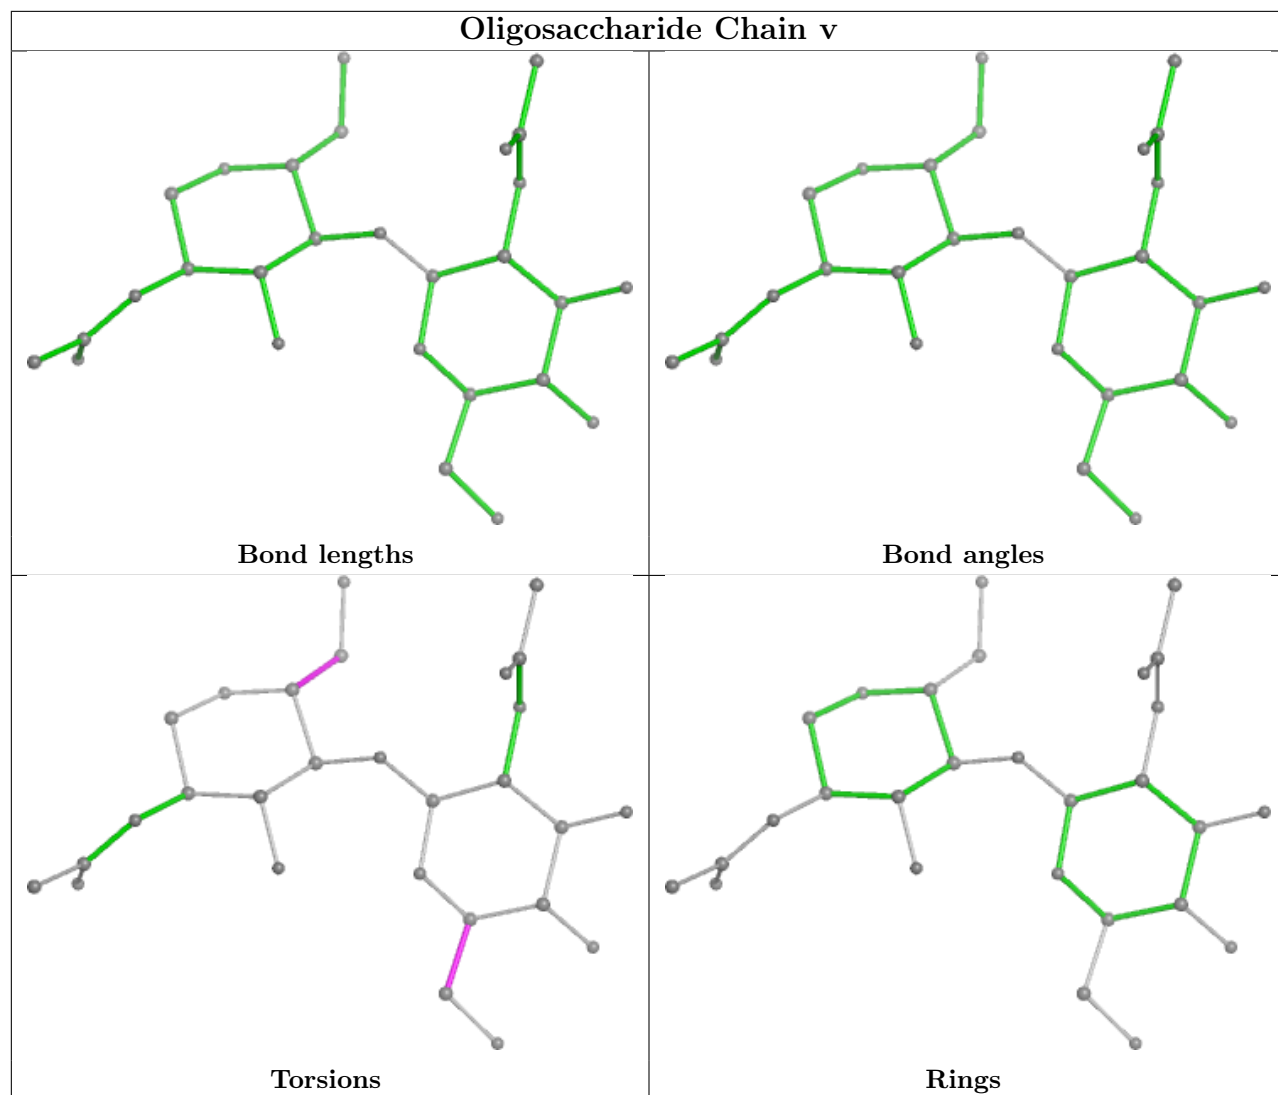 Oligosaccharide Chain v
Bond lengths
Bond angles
Torsions
Rings